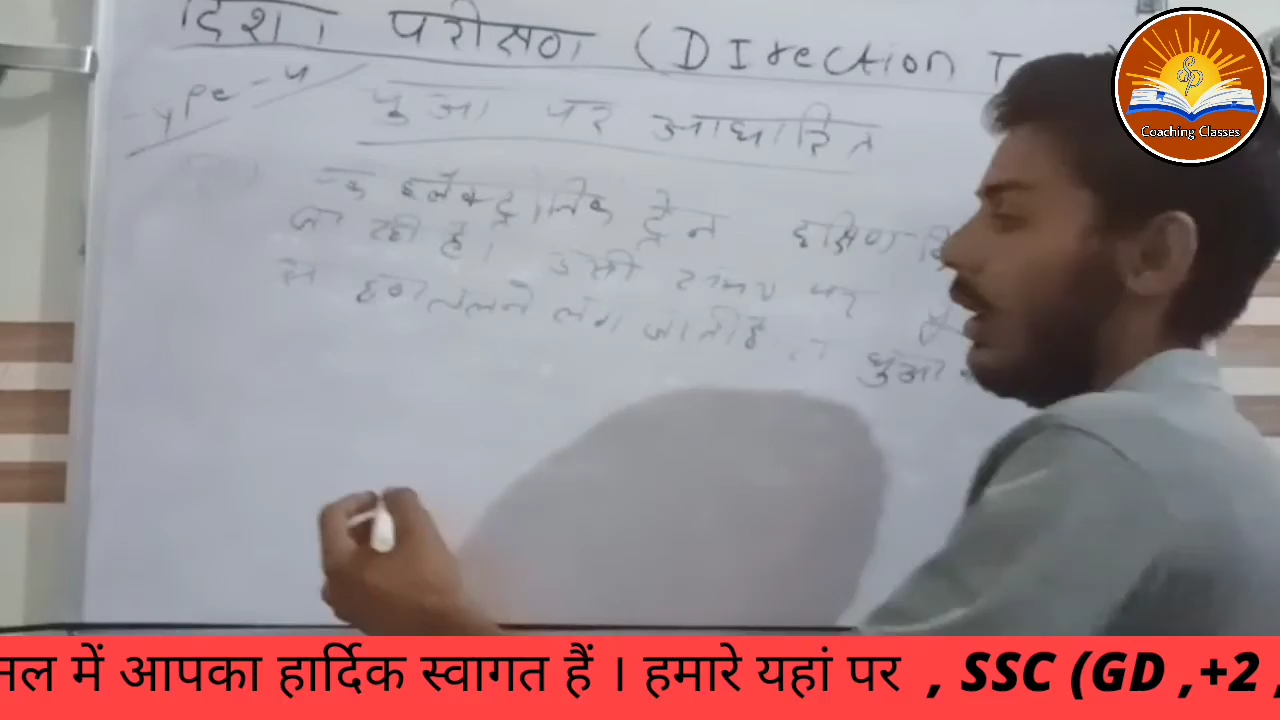 दिशा परीक्षण (DIrection T
Type-4
धुआ पर आधारित
एक इलेक्ट्रॉनिक ट्रेन दक्षिण दि
जा रही है। उसी समय पर
से हवा चलने लग जाती है, त धुआ
Coaching Classes
नल में आपका हार्दिक स्वागत हैं । हमारे यहां पर , SSC (GD ,+2 ,